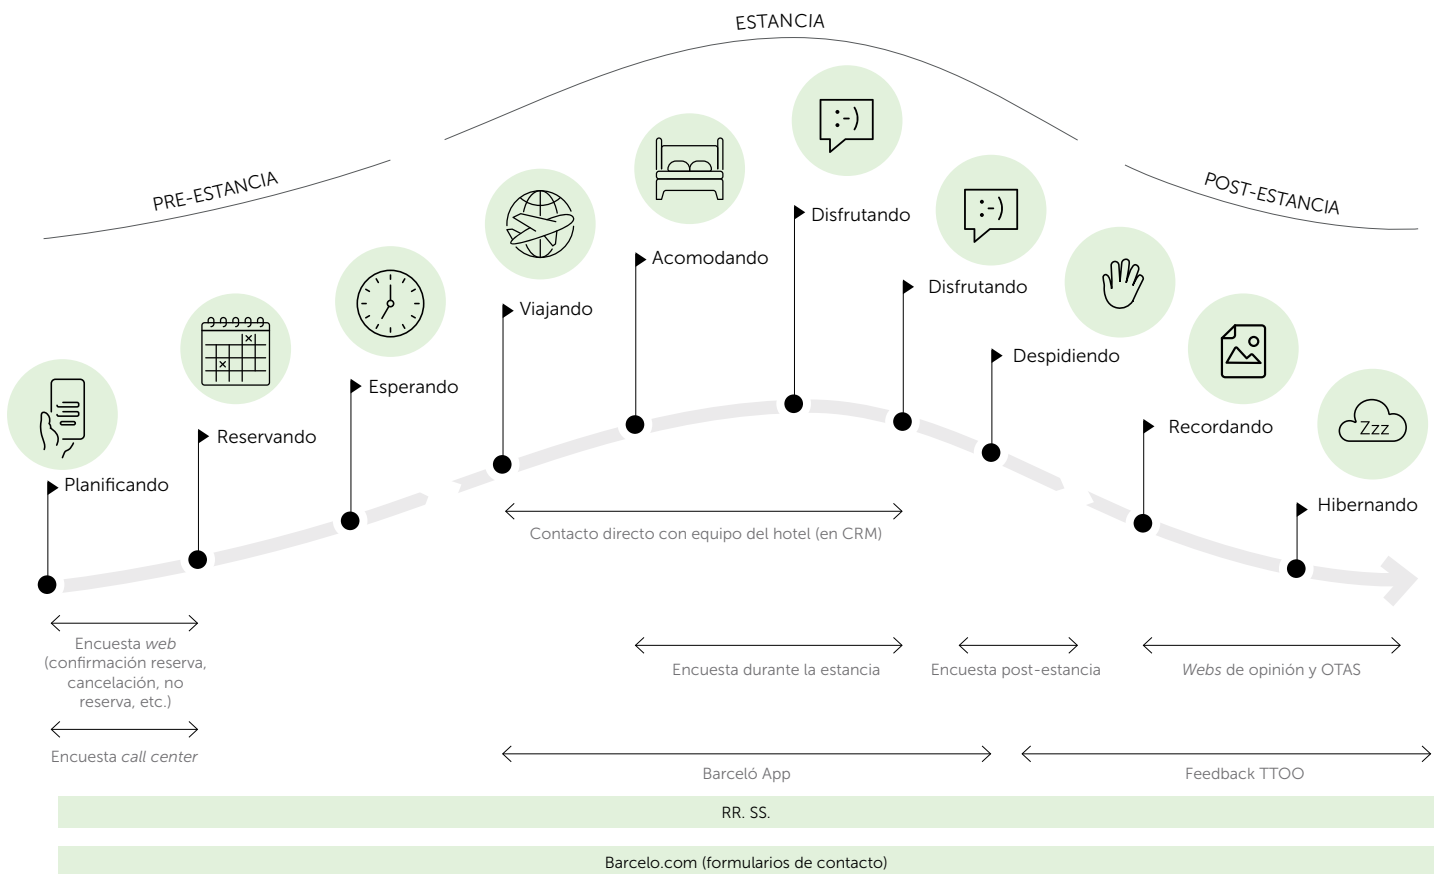 ESTANCIA
PRE-ESTANCIA
POST-ESTANCIA
:-)
:-)
Disfrutando
Acomodando
Disfrutando
Viajando
Despidiendo
Esperando
Recordando
Zzz
Reservando
Planificando
Hibernando
Contacto directo con equipo del hotel (en CRM)
Encuesta web
(confirmación reserva,
cancelación, no
reserva, etc.)
Encuesta durante la estancia
Encuesta post-estancia
Webs de opinión y OTAS
Encuesta call center
Barceló App
Feedback TTOO
RR. SS.
Barcelo.com (formularios de contacto)